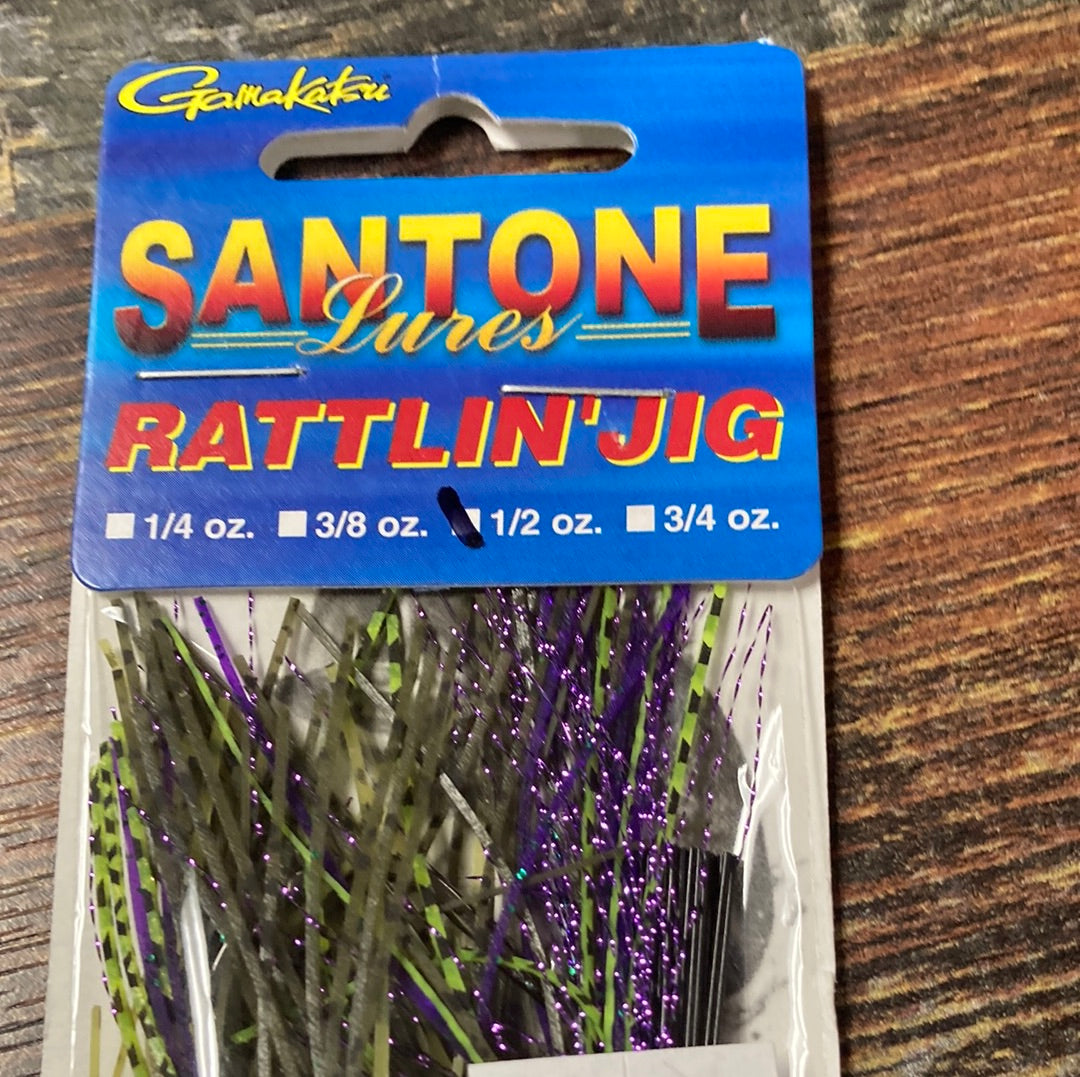 Gamakatsu
SANTONE
Lures
RATTLIN' JIG
1/4 oz. 3/8 oz. 1/2 oz. 3/4 oz.